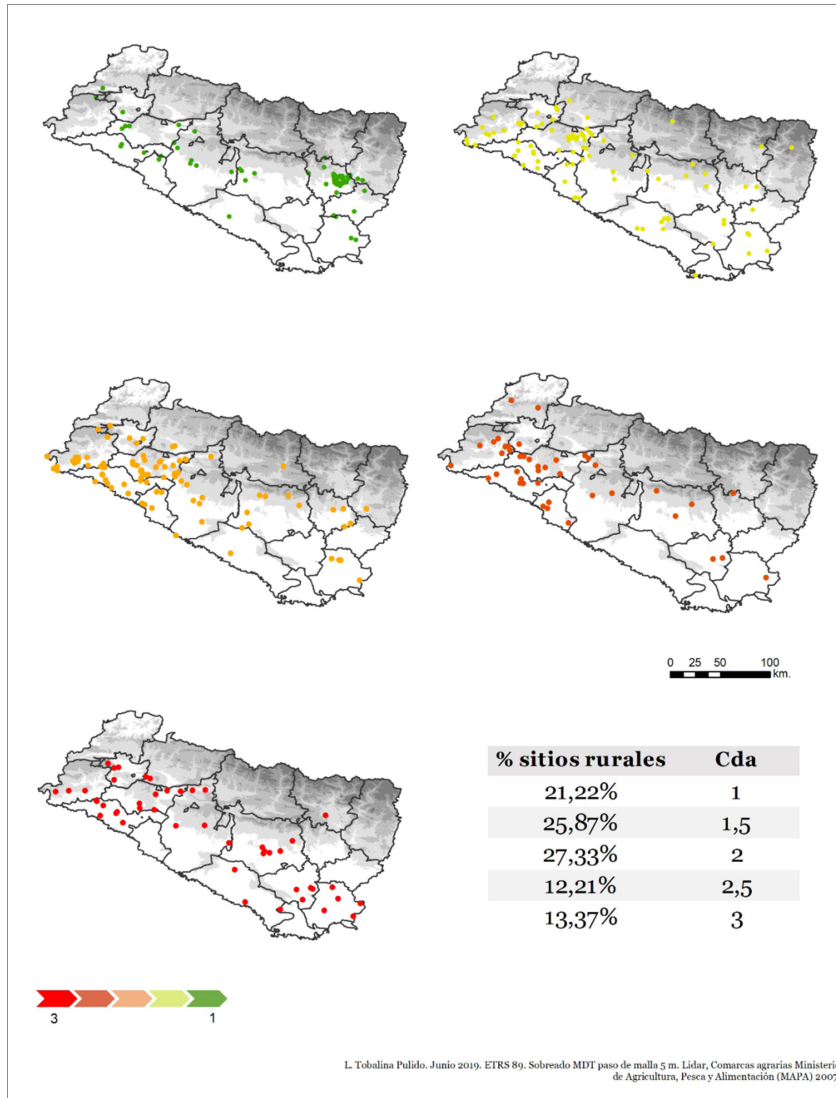 0 25 50 100
km.
% sitios rurales Cda
21,22% 1
25,87% 1,5
27,33% 2
12,21% 2,5
13,37% 3
3 1
L. Tobalina Pulido. Junio 2019. ETRS 89. Sobreado MDT paso de malla 5 m. Lidar, Comarcas agrarias Ministeri
de Agricultura, Pesca y Alimentación (MAPA) 2007